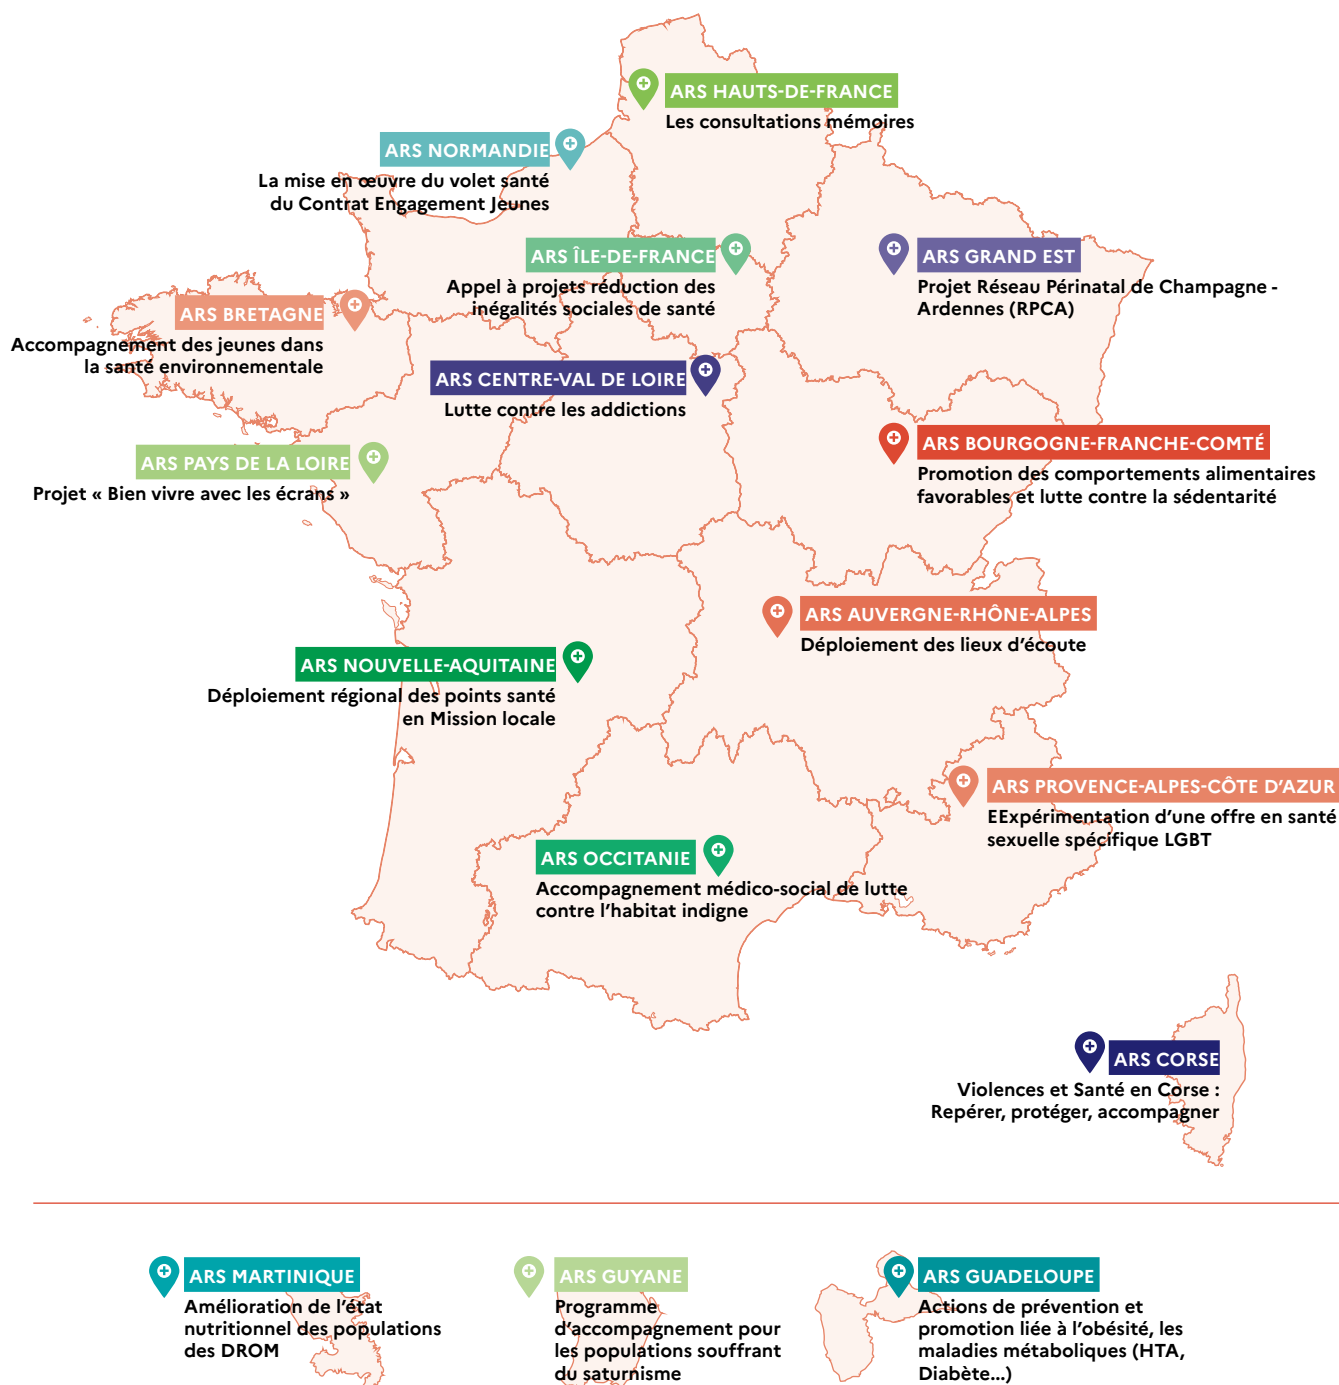 ARS HAUTS-DE-FRANCE
Les consultations mémoires
ARS NORMANDIE
La mise en œuvre du volet santé
du Contrat Engagement Jeunes
ARS ÎLE-DE-FRANCE
Appel à projets réduction des
inégalités sociales de santé
ARS GRAND EST
Projet Réseau Périnatal de Champagne -
Ardennes (RPCA)
ARS BRETAGNE
Accompagnement des jeunes dans
la santé environnementale
ARS CENTRE-VAL DE LOIRE
Lutte contre les addictions
ARS PAYS DE LA LOIRE
Projet « Bien vivre avec les écrans »
ARS BOURGOGNE-FRANCHE-COMTÉ
Promotion des comportements alimentaires
favorables et lutte contre la sédentarité
ARS AUVERGNE-RHÔNE-ALPES
Déploiement des lieux d'écoute
ARS NOUVELLE-AQUITAINE
Déploiement régional des points santé
en Mission locale
ARS PROVENCE-ALPES-CÔTE D'AZUR
EExpérimentation d'une offre en santé
sexuelle spécifique LGBT
ARS OCCITANIE
Accompagnement médico-social de lutte
contre l'habitat indigne
ARS CORSE
Violences et Santé en Corse :
Repérer, protéger, accompagner
ARS MARTINIQUE
Amélioration de l'état
nutritionnel des populations
des DROM
ARS GUYANE
Programme
d'accompagnement pour
les populations souffrant
du saturnisme
ARS GUADELOUPE
Actions de prévention et
promotion liée à l'obésité, les
maladies métaboliques (HTA,
Diabète...)